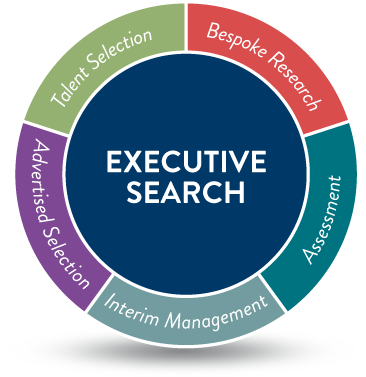 Talent Selection
Bespoke Research
Assessment
Interim Management
Advertised Selection
EXECUTIVE
SEARCH